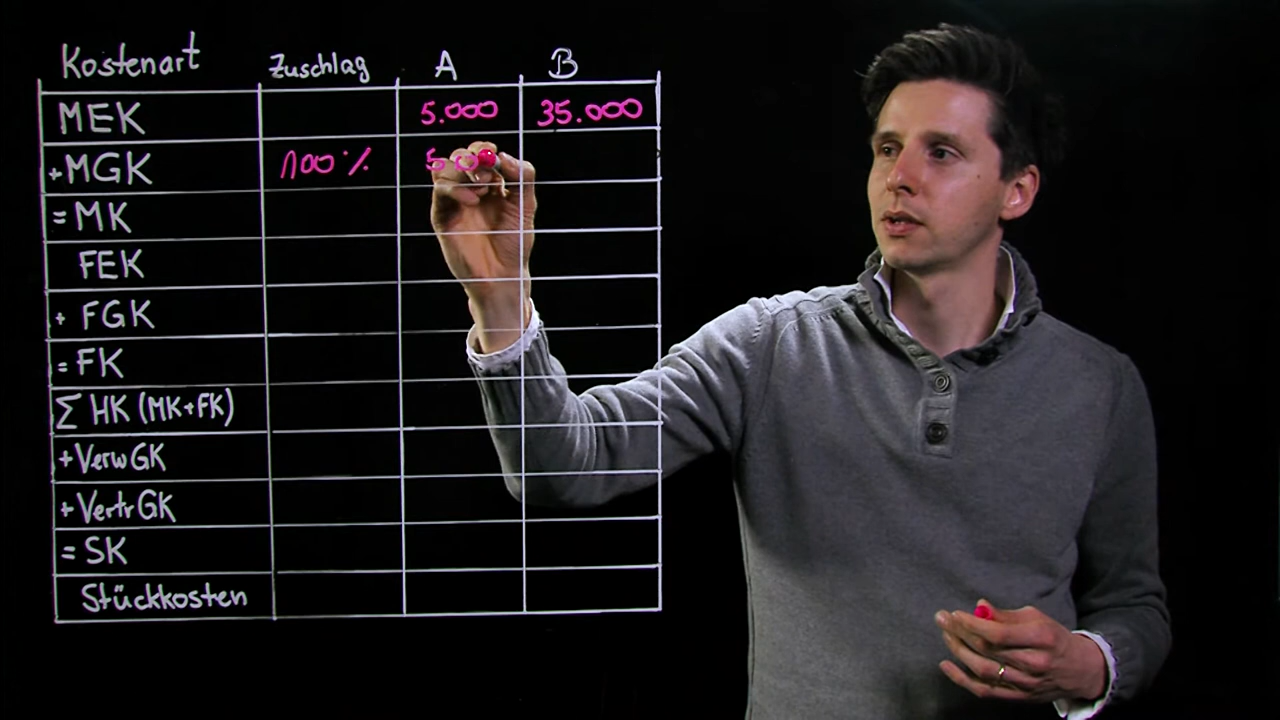 Kostenart Zuschlag A B
MEK 5.000 35.000
+MGK 100%
=MK
FEK
+ FGK
=FK
∑ HK (MK+FK)
+VerwGK
+VertrGK
= SK
Stückkosten